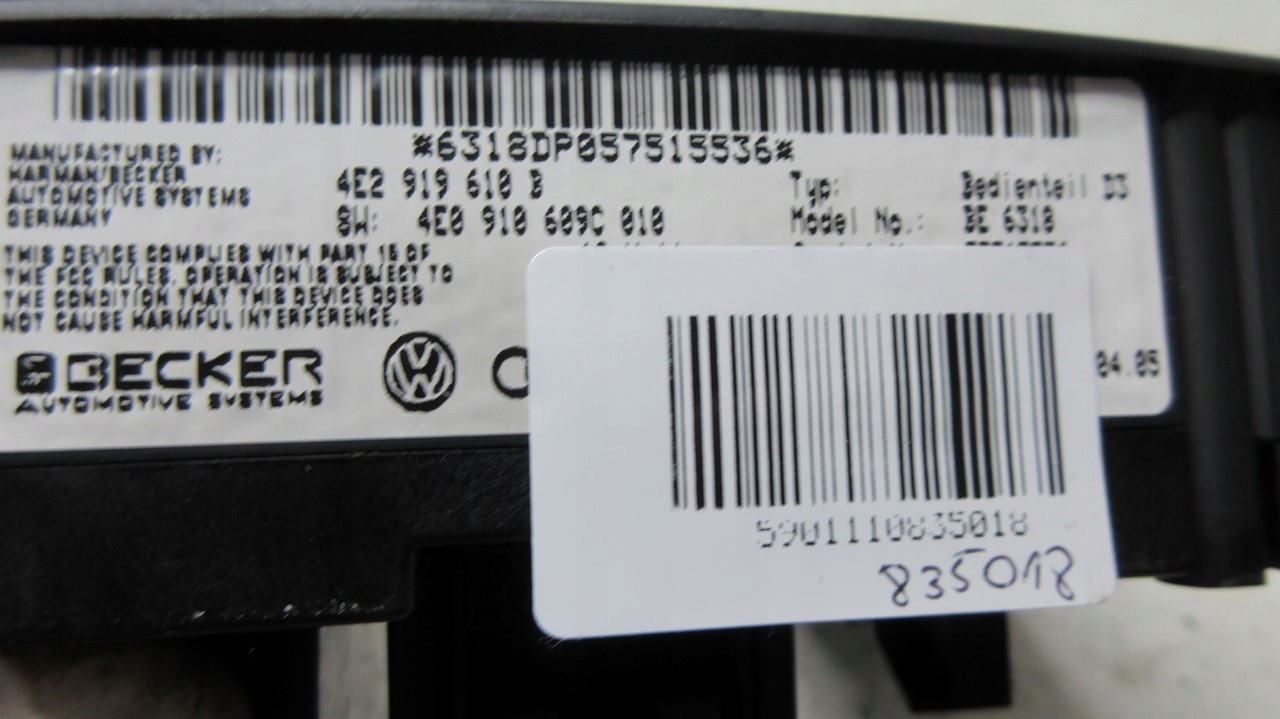 *6318DP057515536*
MANUFACTURED BY:
HARMAN/BECKER
AUTOMOTIVE SYSTEMS
GERMANY
4E2 919 610 B
SW: 4E0 910 609C 010
Typ: Bedienteil D3
Model No.: BE 6318
THIS DEVICE COMPLIES WITH PART 15 OF
THE FCC RULES. OPERATION IS SUBJECT TO
THE CONDITION THAT THIS DEVICE DOES
NOT CAUSE HARMFUL INTERFERENCE.
BECKER
AUTOMOTIVE SYSTEMS
VW
04.05
5901110835018
835018